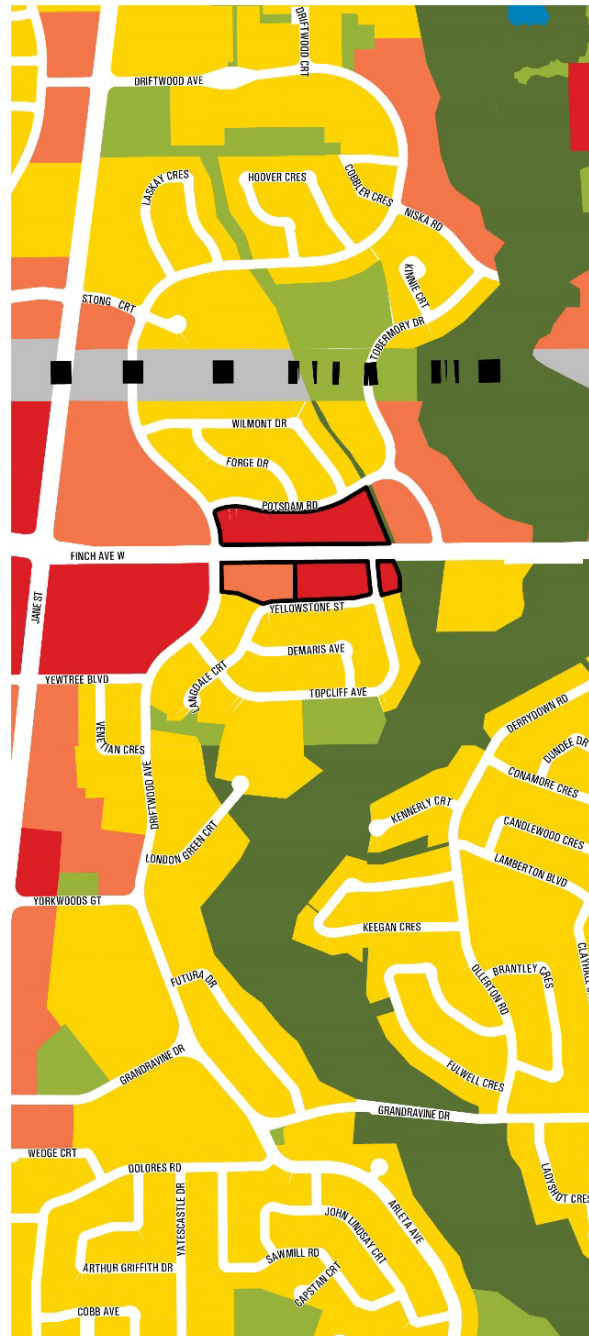 DRIFTWOOD CRT
DRIFTWOOD AVE
LASKAY CRES
HOOVER CRES
COBBLER CRES
NISKA RD
KINNIE CRT
STONG CRT
TOBERMORY DR
WILMONT DR
FORGE DR
POTSDAM RD
FINCH AVE W
JANE ST
YELLOWSTONE ST
DEMARIS AVE
LANGDALE CRT
TOPCLIFF AVE
YEWTREE BLVD
VENETIAN CRES
DRIFTWOOD AVE
DERRYDOWN RD
DUNDEE DR
CONAMORE CRES
KENNERLY CRT
CANDLEWOOD CRES
LAMBERTON BLVD
LONDON GREEN CRT
YORKWOODS GT
KEEGAN CRES
FUTURA DR
OLLERTON RD
BRANTLEY CRES
GRANDRAVINE DR
FULWELL CRES
GRANDRAVINE DR
WEDGE CRT
DOLORES RD
LADYSHOT CRES
YATESCASTLE DR
ARLETA AVE
JOHN LINDSAY CRT
ARTHUR GRIFFITH DR
SAWMILL RD
CAPSTAN CRT
COBB AVE